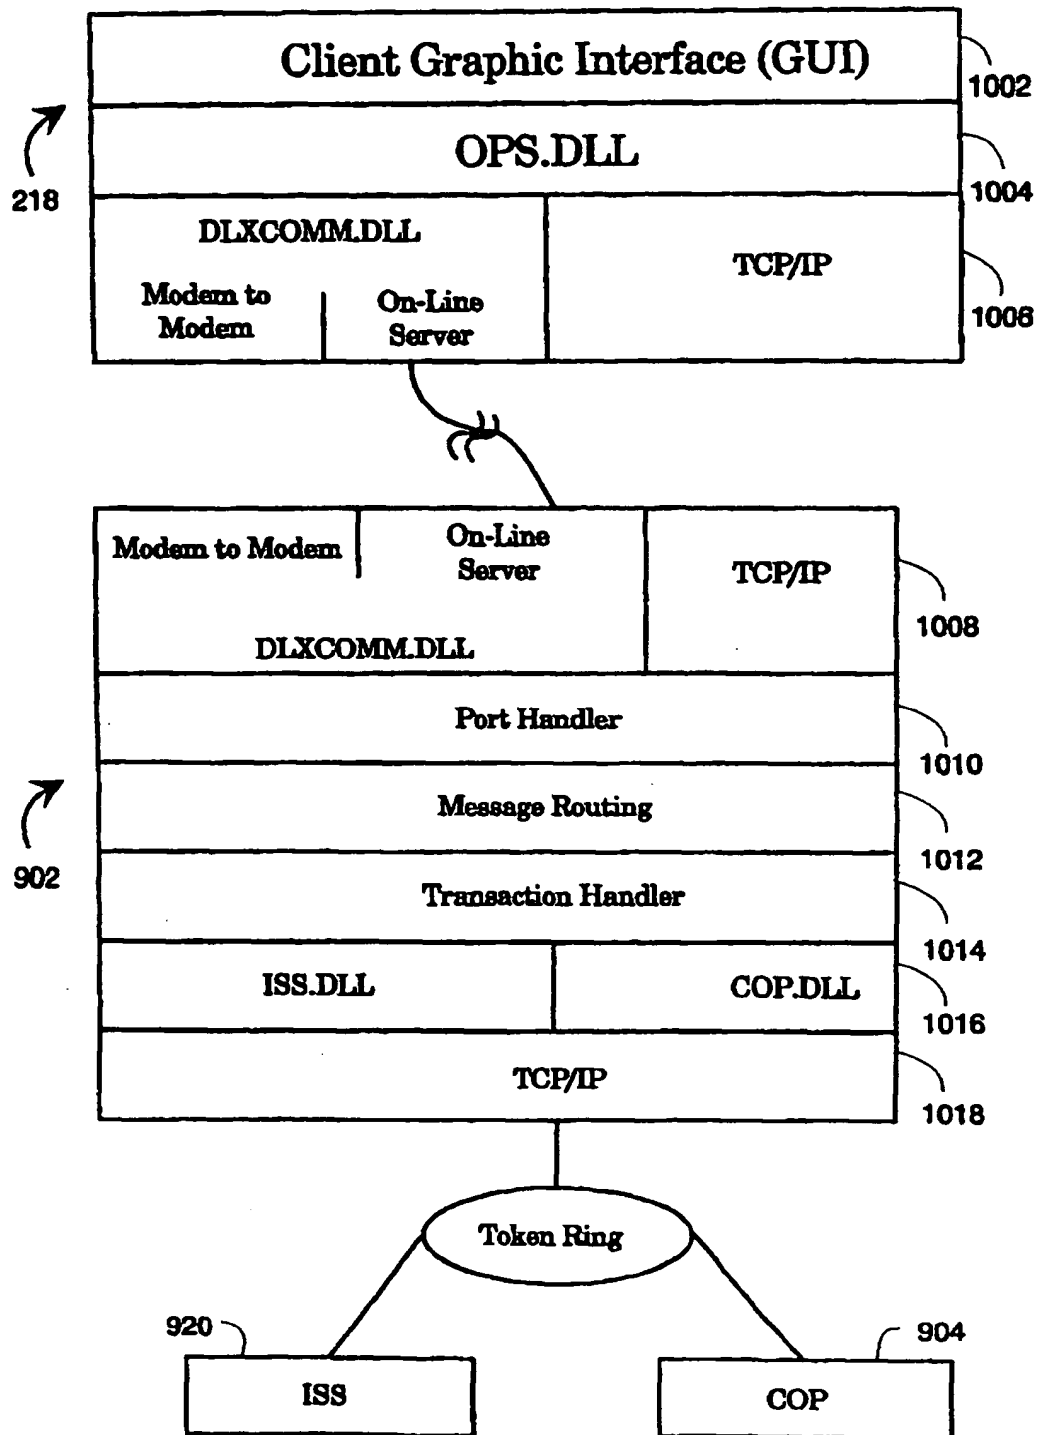 Client Graphic Interface (GUI)
1002
OPS.DLL
1004
218
DLXCOMM.DLL
TCP/IP
Modem to
Modem
On-Line
Server
1006
Modem to Modem
On-Line
Server
TCP/IP
1008
DLXCOMM.DLL
Port Handler
1010
Message Routing
1012
902
Transaction Handler
1014
ISS.DLL
COP.DLL
1016
TCP/IP
1018
Token Ring
920
904
ISS
COP